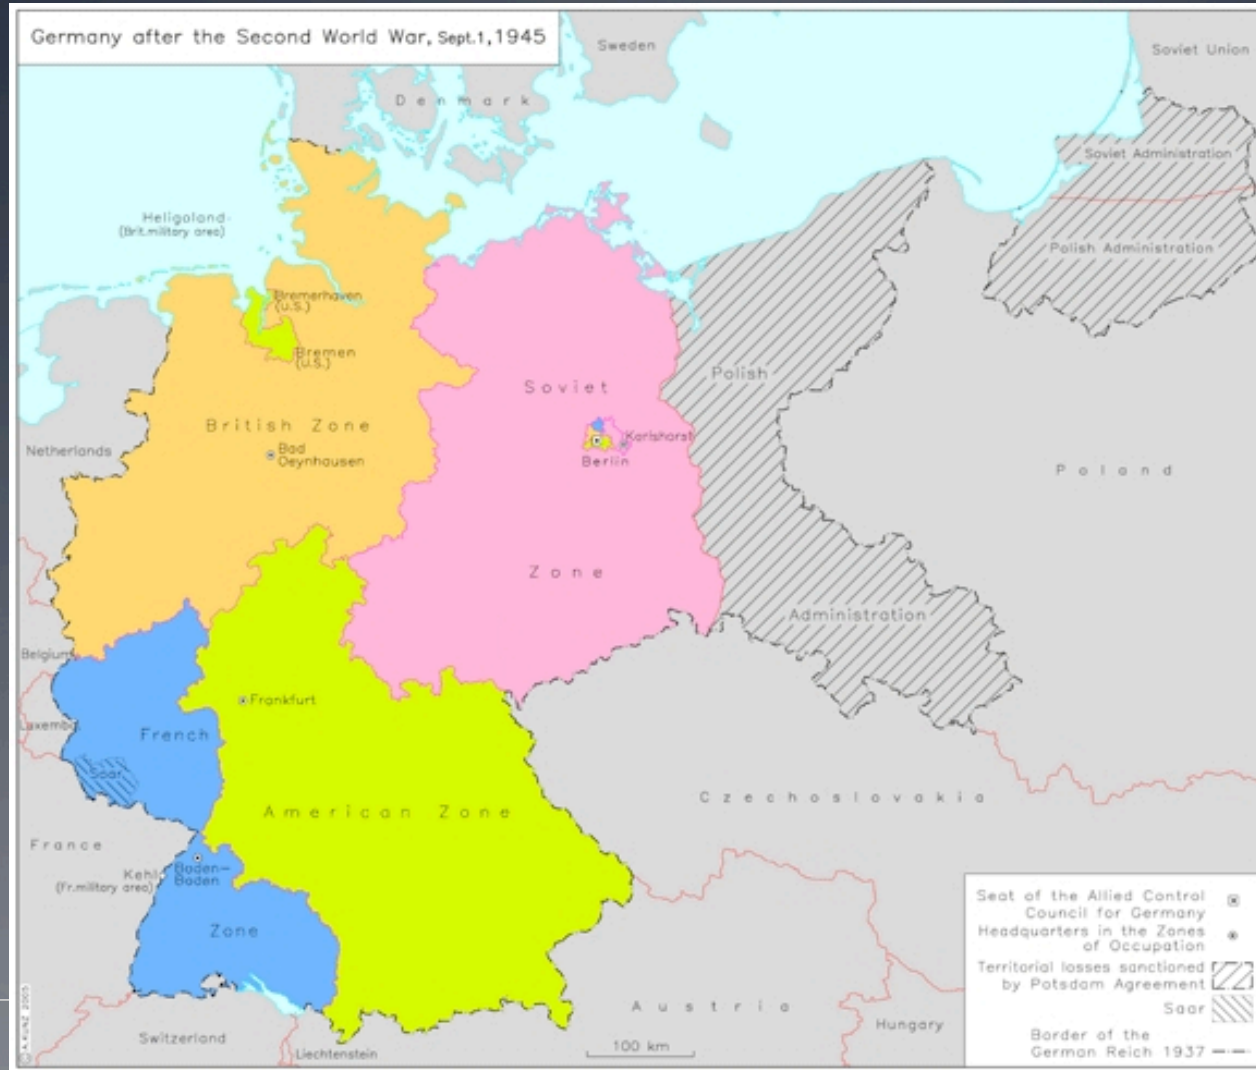 Germany after the Second World War, Sept.1, 1945
Sweden
Soviet Union
Denmark
Soviet Administration
Heligoland
(Brit.military area)
Polish Administration
Bremerhaven
(U.S.)
Bremen
(U.S.)
Polish
Soviet
British Zone
Karlshorst
Netherlands
Bad
Oeynhausen
Berlin
Poland
Zone
Administration
Belgium
Frankfurt
Luxembg.
French
Saar
Czechoslovakia
American Zone
France
Kehl
(Fr.military area)
Baden-
Baden
Zone
Seat of the Allied Control
Council for Germany
Headquarters in the Zones
of Occupation
Territorial losses sanctioned
by Potsdam Agreement
Saar
Border of the
German Reich 1937
Austria
Hungary
Switzerland
Liechtenstein
100 km
© A.KUNZ 2005